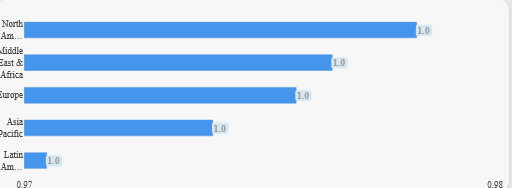 North
Am...
1.0
Middle
East &
Africa
1.0
Europe
1.0
Asia
Pacific
1.0
Latin
Am...
1.0
0.97
0.98